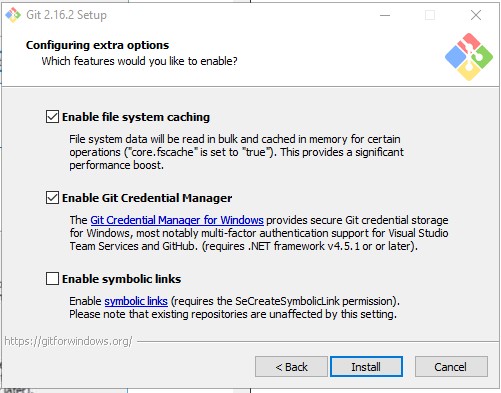 Git 2.16.2 Setup
Configuring extra options
Which features would you like to enable?
Enable file system caching
File system data will be read in bulk and cached in memory for certain
operations ("core.fscache" is set to "true"). This provides a significant
performance boost.
Enable Git Credential Manager
The Git Credential Manager for Windows provides secure Git credential storage
for Windows, most notably multi-factor authentication support for Visual Studio
Team Services and GitHub. (requires .NET framework v4.5.1 or or later).
Enable symbolic links
Enable symbolic links (requires the SeCreateSymbolicLink permission).
Please note that existing repositories are unaffected by this setting.
https://gitforwindows.org/
< Back
Install
Cancel
later).